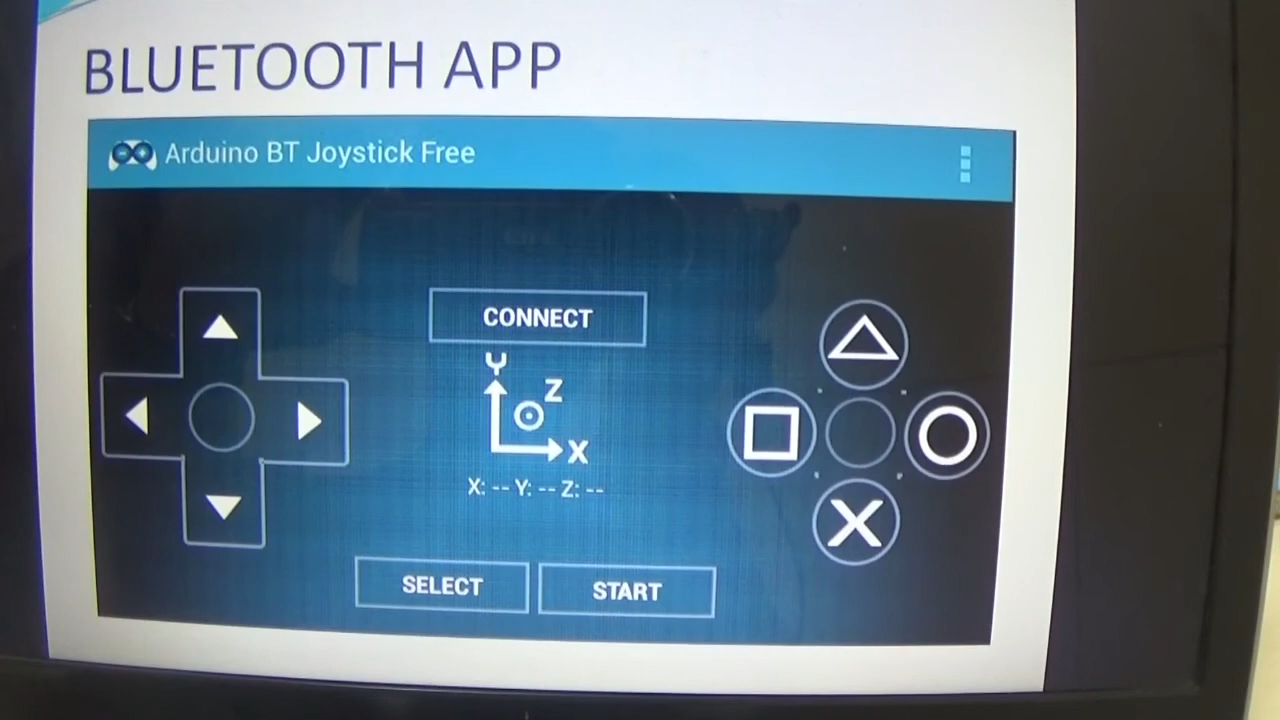 BLUETOOTH APP
Arduino BT Joystick Free
CONNECT
Y
Z
X
X: -- Y: -- Z: --
SELECT
START